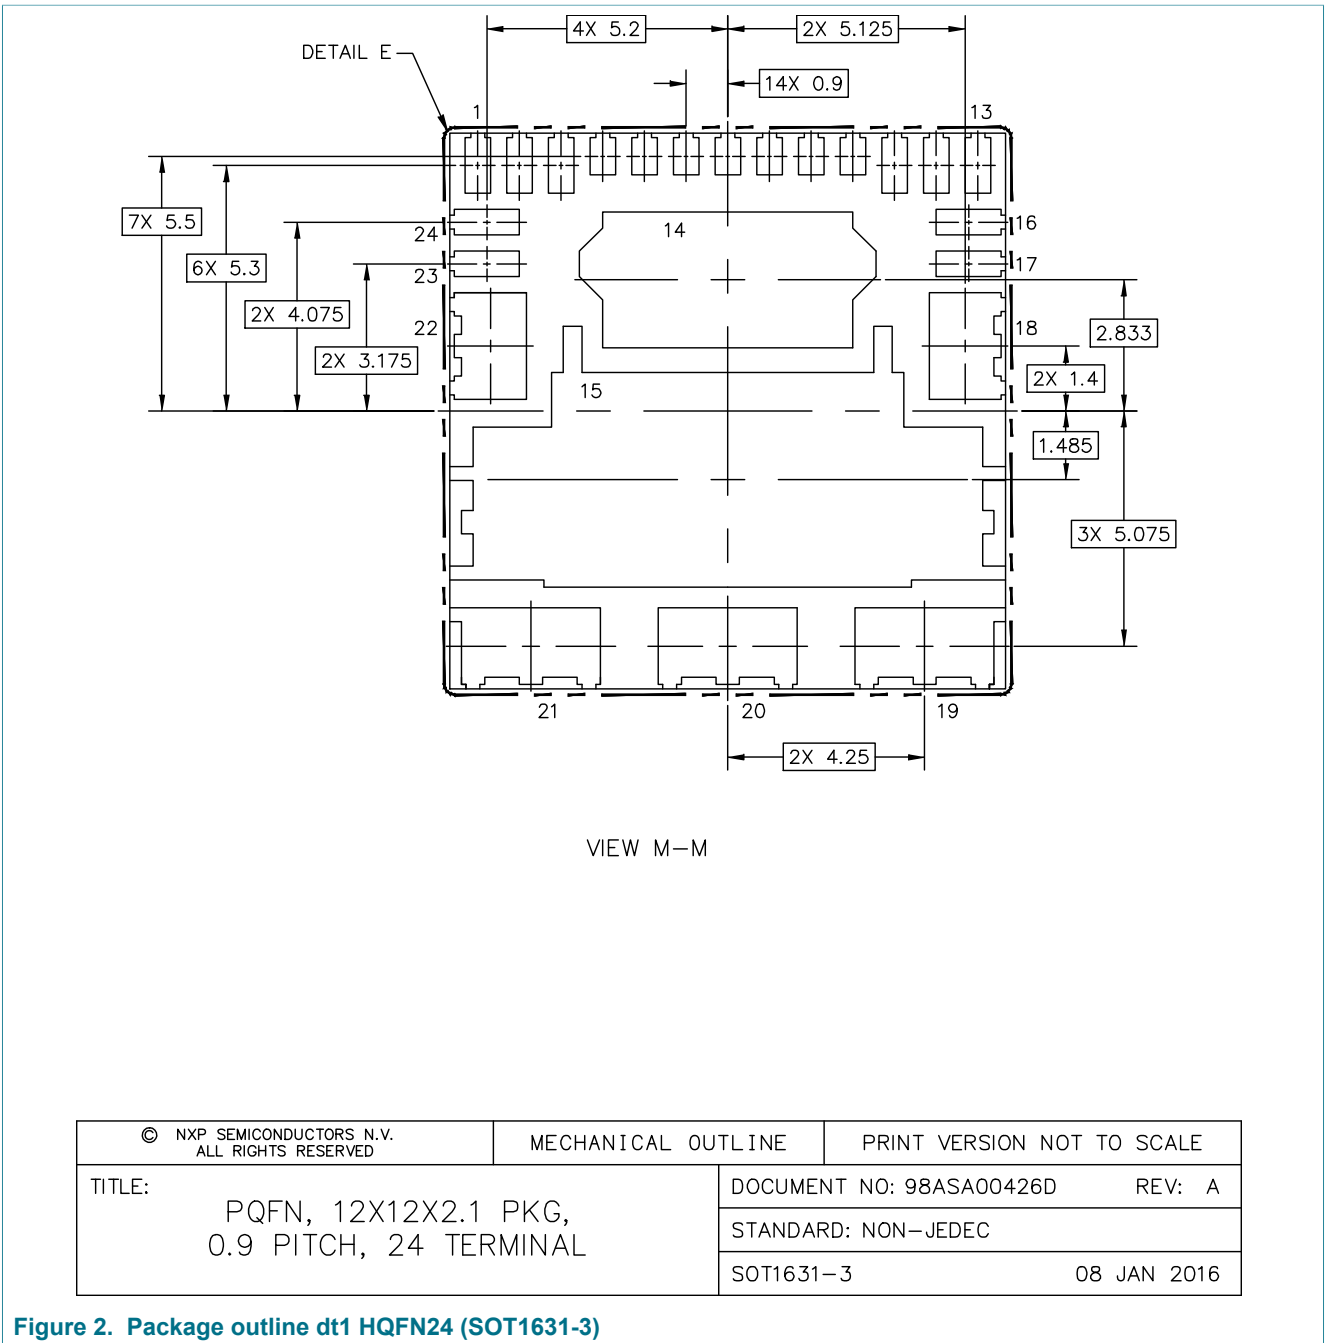 4X 5.2
2X 5.125
DETAIL E
14X 0.9
1
13
7X 5.5
14
16
24
6X 5.3
17
23
2X 4.075
22
18
2.833
2X 3.175
2X 1.4
15
1.485
3X 5.075
21
20
19
2X 4.25
VIEW M-M
© NXP SEMICONDUCTORS N.V.
ALL RIGHTS RESERVED
MECHANICAL OUTLINE
PRINT VERSION NOT TO SCALE
TITLE:
PQFN, 12X12X2.1 PKG,
0.9 PITCH, 24 TERMINAL
DOCUMENT NO: 98ASA00426D REV: A
STANDARD: NON-JEDEC
SOT1631-3 08 JAN 2016
Figure 2. Package outline dt1 HQFN24 (SOT1631-3)